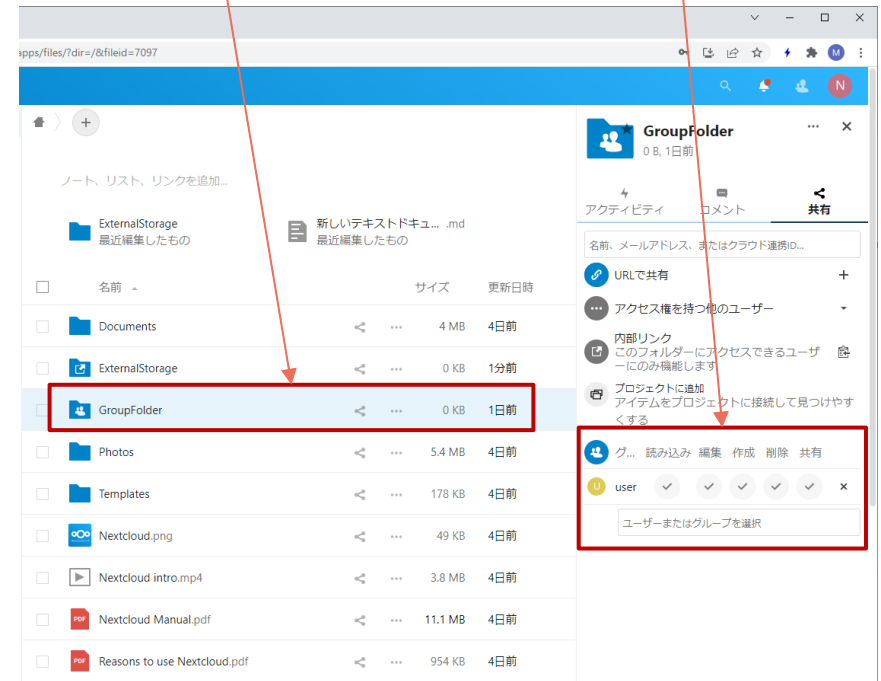 apps/files/?dir=/&fileid=7097
M
N
ノート、リスト、リンクを追加...
ExternalStorage
最近編集したもの
新しいテキストドキュ... .md
最近編集したもの
名前
サイズ
更新日時
Documents
4 MB
4日前
ExternalStorage
0 KB
1分前
GroupFolder
0 KB
1日前
Photos
5.4 MB
4日前
Templates
178 KB
4日前
Nextcloud.png
49 KB
4日前
Nextcloud intro.mp4
3.8 MB
4日前
PDF
Nextcloud Manual.pdf
11.1 MB
4日前
PDF
Reasons to use Nextcloud.pdf
954 KB
4日前
GroupFolder
0 B, 1日前
アクティビティ
コメント
共有
名前、メールアドレス、またはクラウド連携ID...
URLで共有
アクセス権を持つ他のユーザー
内部リンク
このフォルダーにアクセスできるユーザ
ーにのみ機能します
プロジェクトに追加
アイテムをプロジェクトに接続して見つけやす
くする
グ... 読み込み 編集 作成 削除 共有
U user
ユーザーまたはグループを選択